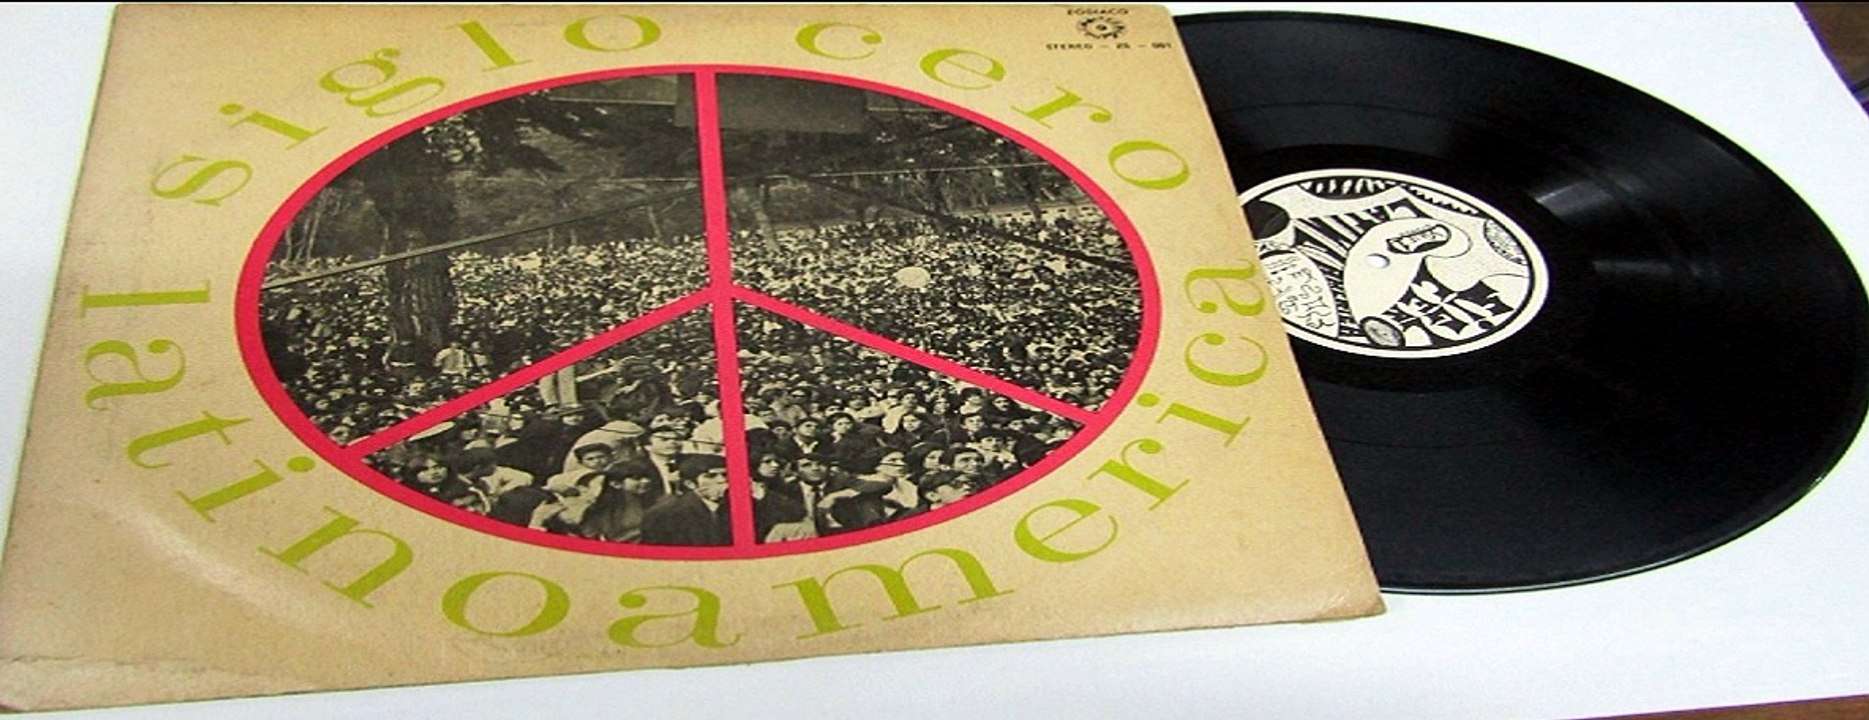 ZODIACO
STEREO - ZS - 001
siglo cero
latinoamerica